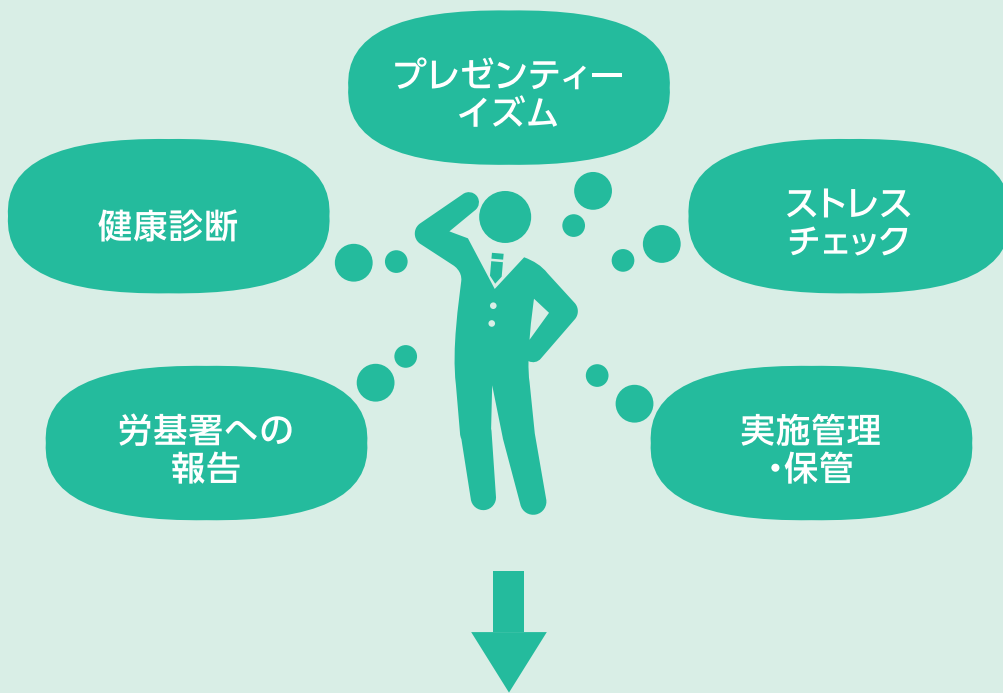 プレゼンティー
イズム
健康診断
ストレス
チェック
労基署への
報告
実施管理
・保管